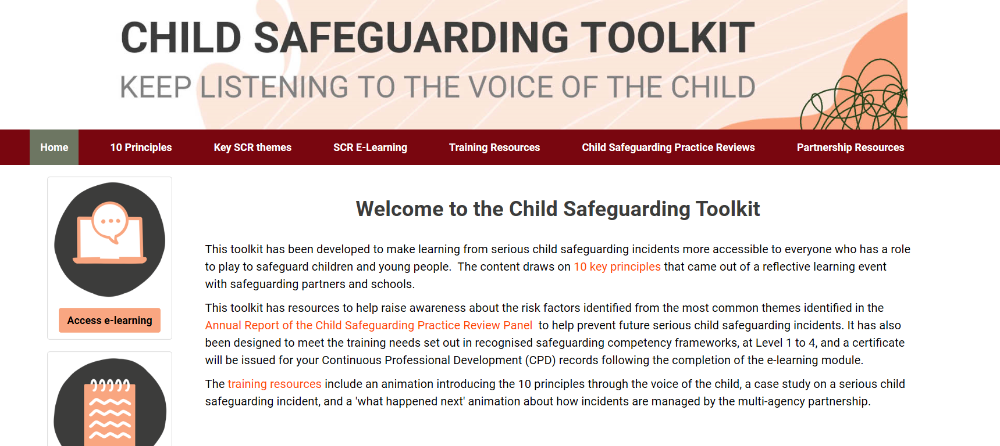 CHILD SAFEGUARDING TOOLKIT
KEEP LISTENING TO THE VOICE OF THE CHILD
Home
10 Principles
Key SCR themes
SCR E-Learning
Training Resources
Child Safeguarding Practice Reviews
Partnership Resources
Access e-learning
Welcome to the Child Safeguarding Toolkit
This toolkit has been developed to make learning from serious child safeguarding incidents more accessible to everyone who has a role
to play to safeguard children and young people.  The content draws on 10 key principles that came out of a reflective learning event
with safeguarding partners and schools.
This toolkit has resources to help raise awareness about the risk factors identified from the most common themes identified in the
Annual Report of the Child Safeguarding Practice Review Panel  to help prevent future serious child safeguarding incidents. It has also
been designed to meet the training needs set out in recognised safeguarding competency frameworks, at Level 1 to 4, and a certificate
will be issued for your Continuous Professional Development (CPD) records following the completion of the e-learning module.
The training resources include an animation introducing the 10 principles through the voice of the child, a case study on a serious child
safeguarding incident, and a 'what happened next' animation about how incidents are managed by the multi-agency partnership.